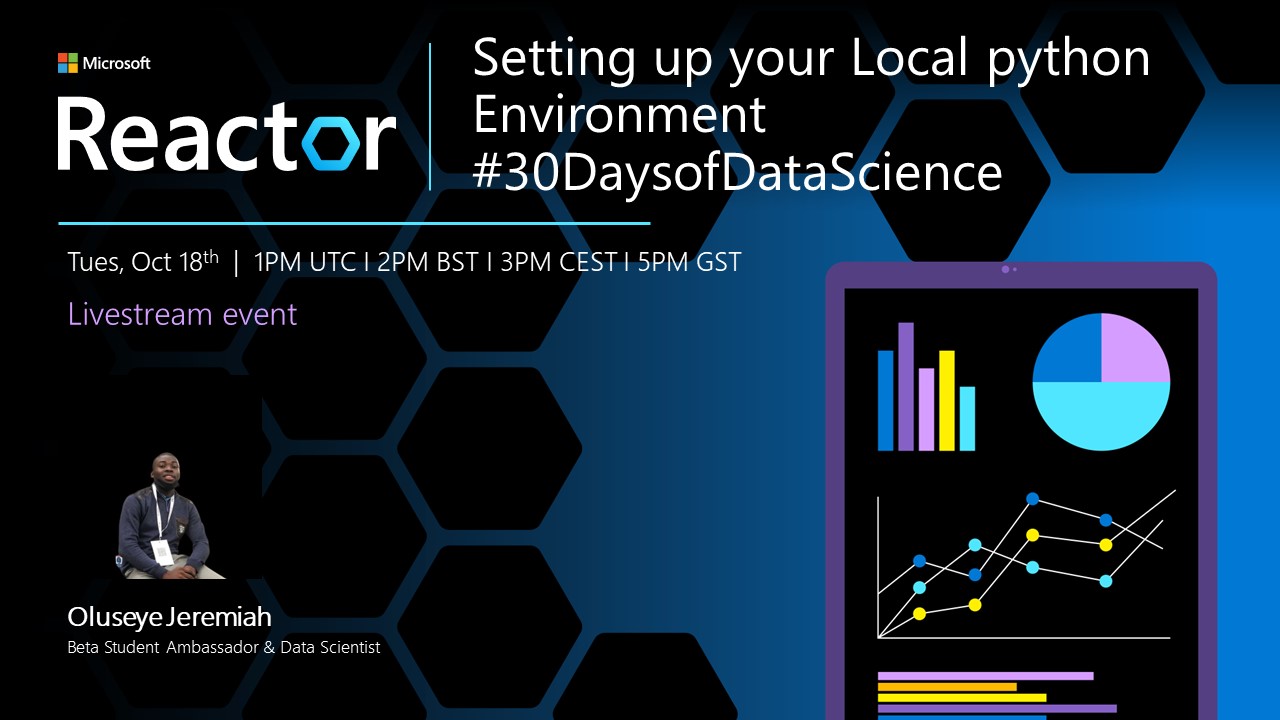 Microsoft
Reactor
Setting up your Local python
Environment
#30DaysofDataScience
Tues, Oct 18th | 1PM UTC I 2PM BST I 3PM CEST I 5PM GST
Livestream event
Oluseye Jeremiah
Beta Student Ambassador & Data Scientist